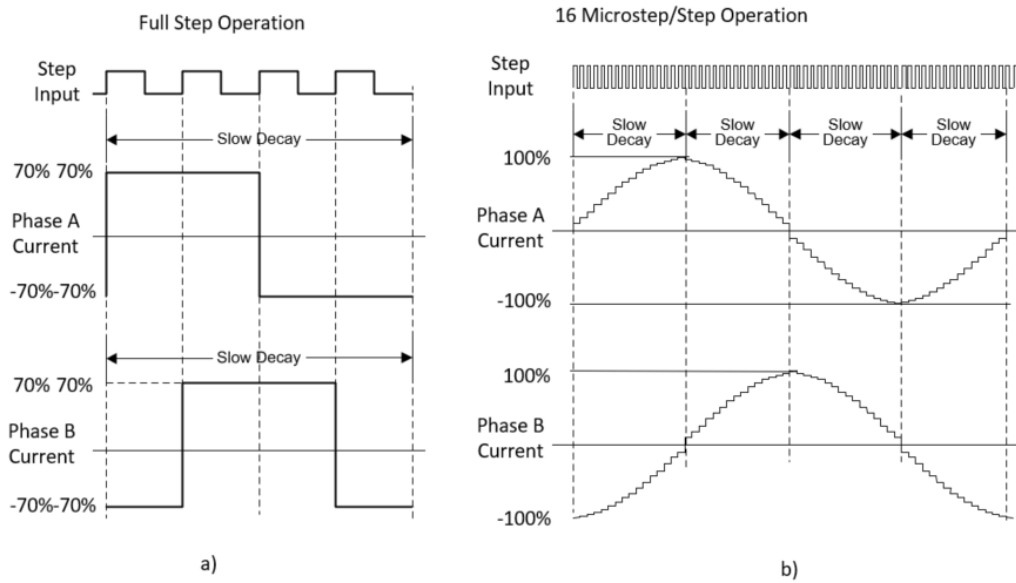 Full Step Operation
Step
Input
Slow Decay
70% 70%
Phase A
Current
-70%-70%
Slow Decay
70% 70%
Phase B
Current
-70%-70%
a)
16 Microstep/Step Operation
Step
Input
Slow
Decay
Slow
Decay
Slow
Decay
Slow
Decay
100%
Phase A
Current
-100%
100%
Phase B
Current
-100%
b)